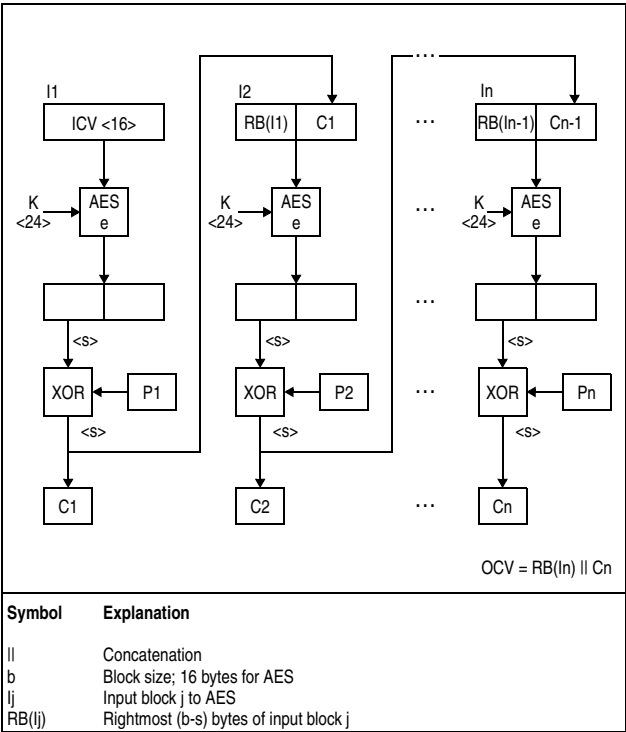 ...
I1 I2 In
ICV <16> RB(I1) C1 ... RB(In-1) Cn-1
K <24> AES e K <24> AES e ... K <24> AES e
...
<s> <s> <s>
XOR P1 XOR P2 ... XOR Pn
<s> <s> <s>
C1 C2 ... Cn
OCV = RB(In) || Cn
Symbol Explanation
|| Concatenation
b Block size; 16 bytes for AES
Ij Input block j to AES
RB(Ij) Rightmost (b-s) bytes of input block j